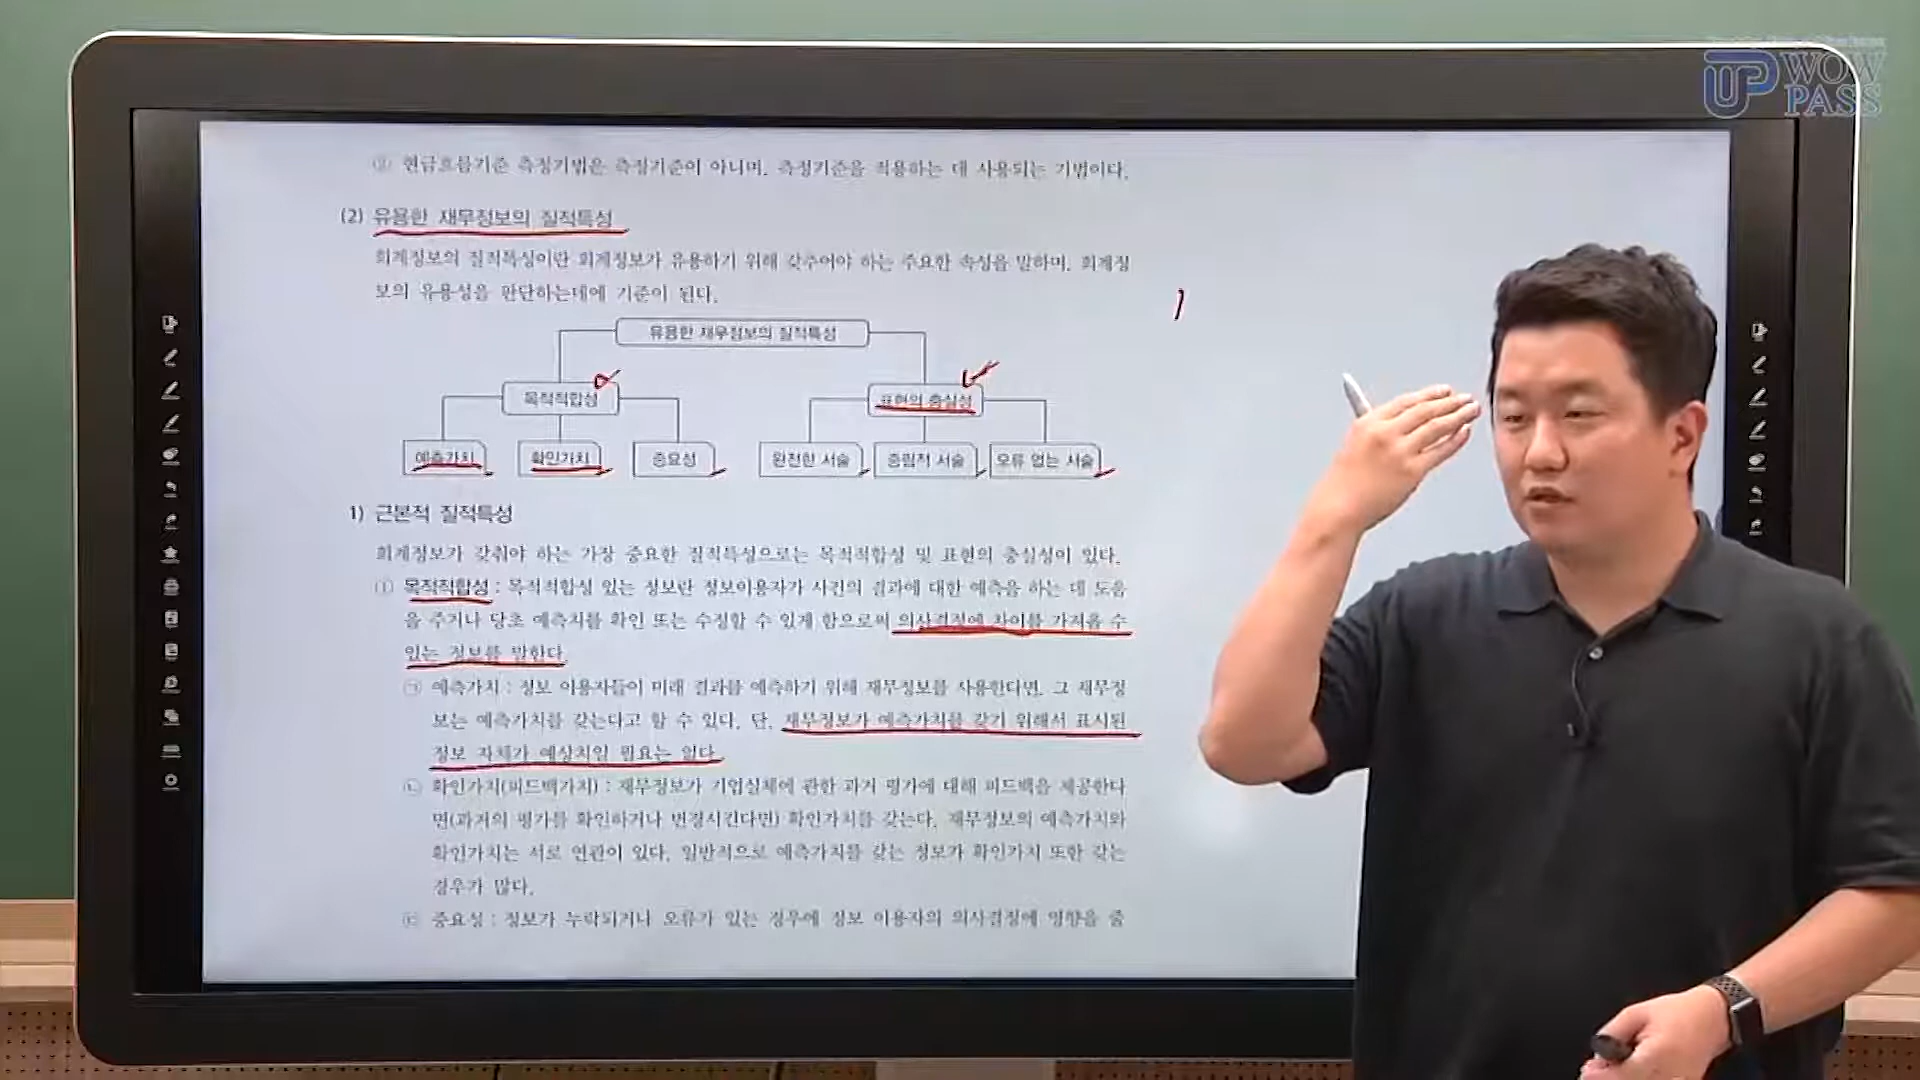 WOW
PASS
③ 현금흐름기준 측정기법은 측정기준이 아니며, 측정기준을 적용하는 데 사용되는 기법이다.
(2) 유용한 재무정보의 질적특성
회계정보의 질적특성이란 회계정보가 유용하기 위해 갖추어야 하는 주요한 속성을 말하며, 회계정
보의 유용성을 판단하는데에 기준이 된다.
유용한 재무정보의 질적특성
목적적합성 표현의 충실성
예측가치 확인가치 중요성 완전한 서술 중립적 서술 오류 없는 서술
1) 근본적 질적특성
회계정보가 갖춰야 하는 가장 중요한 질적특성으로는 목적적합성 및 표현의 충실성이 있다.
① 목적적합성 : 목적적합성 있는 정보란 정보이용자가 사건의 결과에 대한 예측을 하는 데 도움
을 주거나 당초 예측치를 확인 또는 수정할 수 있게 함으로써 의사결정에 차이를 가져올 수
있는 정보를 말한다.
㉠ 예측가치 : 정보 이용자들이 미래 결과를 예측하기 위해 재무정보를 사용한다면, 그 재무정
보는 예측가치를 갖는다고 할 수 있다. 단, 재무정보가 예측가치를 갖기 위해서 표시된
정보 자체가 예상치일 필요는 없다.
㉡ 확인가치(피드백가치) : 재무정보가 기업실체에 관한 과거 평가에 대해 피드백을 제공한다
면(과거의 평가를 확인하거나 변경시킨다면) 확인가치를 갖는다. 재무정보의 예측가치와
확인가치는 서로 연관이 있다. 일반적으로 예측가치를 갖는 정보가 확인가치 또한 갖는
경우가 많다.
㉢ 중요성 : 정보가 누락되거나 오류가 있는 경우에 정보 이용자의 의사결정에 영향을 줄